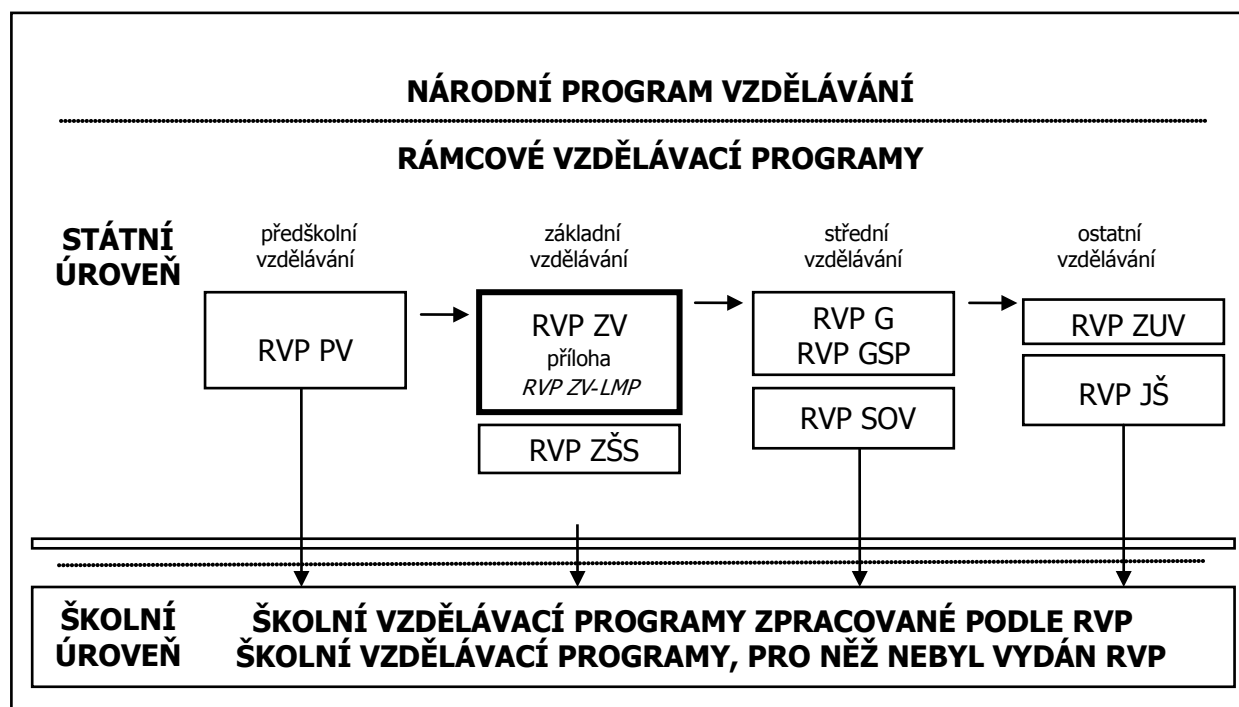 NÁRODNÍ PROGRAM VZDĚLÁVÁNÍ
RÁMCOVÉ VZDĚLÁVACÍ PROGRAMY
STÁTNÍ
ÚROVEŇ
předškolní
vzdělávání
základní
vzdělávání
střední
vzdělávání
ostatní
vzdělávání
RVP PV
RVP ZV
příloha
RVP ZV-LMP
RVP ZŠS
RVP G
RVP GSP
RVP SOV
RVP ZUV
RVP JŠ
ŠKOLNÍ
ÚROVEŇ
ŠKOLNÍ VZDĚLÁVACÍ PROGRAMY ZPRACOVANÉ PODLE RVP
ŠKOLNÍ VZDĚLÁVACÍ PROGRAMY, PRO NĚŽ NEBYL VYDÁN RVP